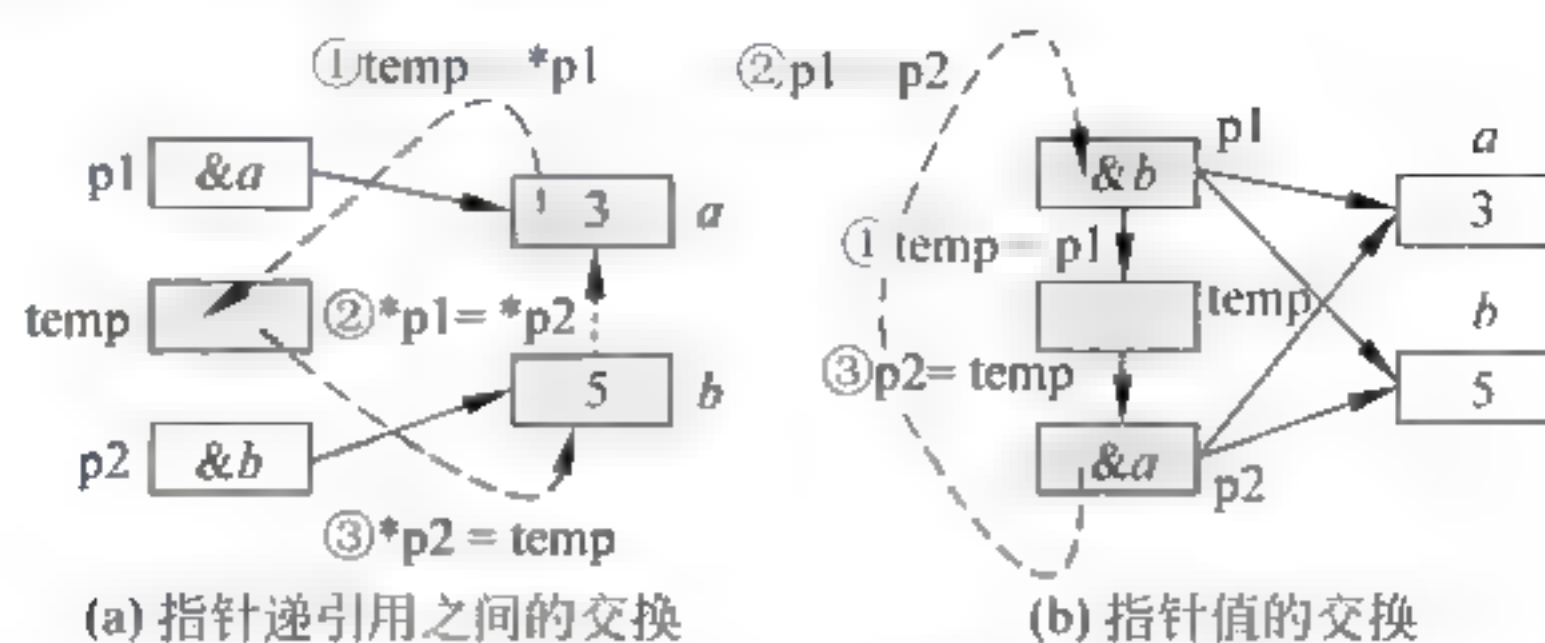 ①temp *p1
p1
&a
3
a
temp
②*p1= *p2
5
b
p2
&b
③*p2 = temp
(a) 指针递引用之间的交换
②p1 p2
p1
&b
a
3
① temp= p1
temp
b
③p2= temp
5
&a
p2
(b) 指针值的交换